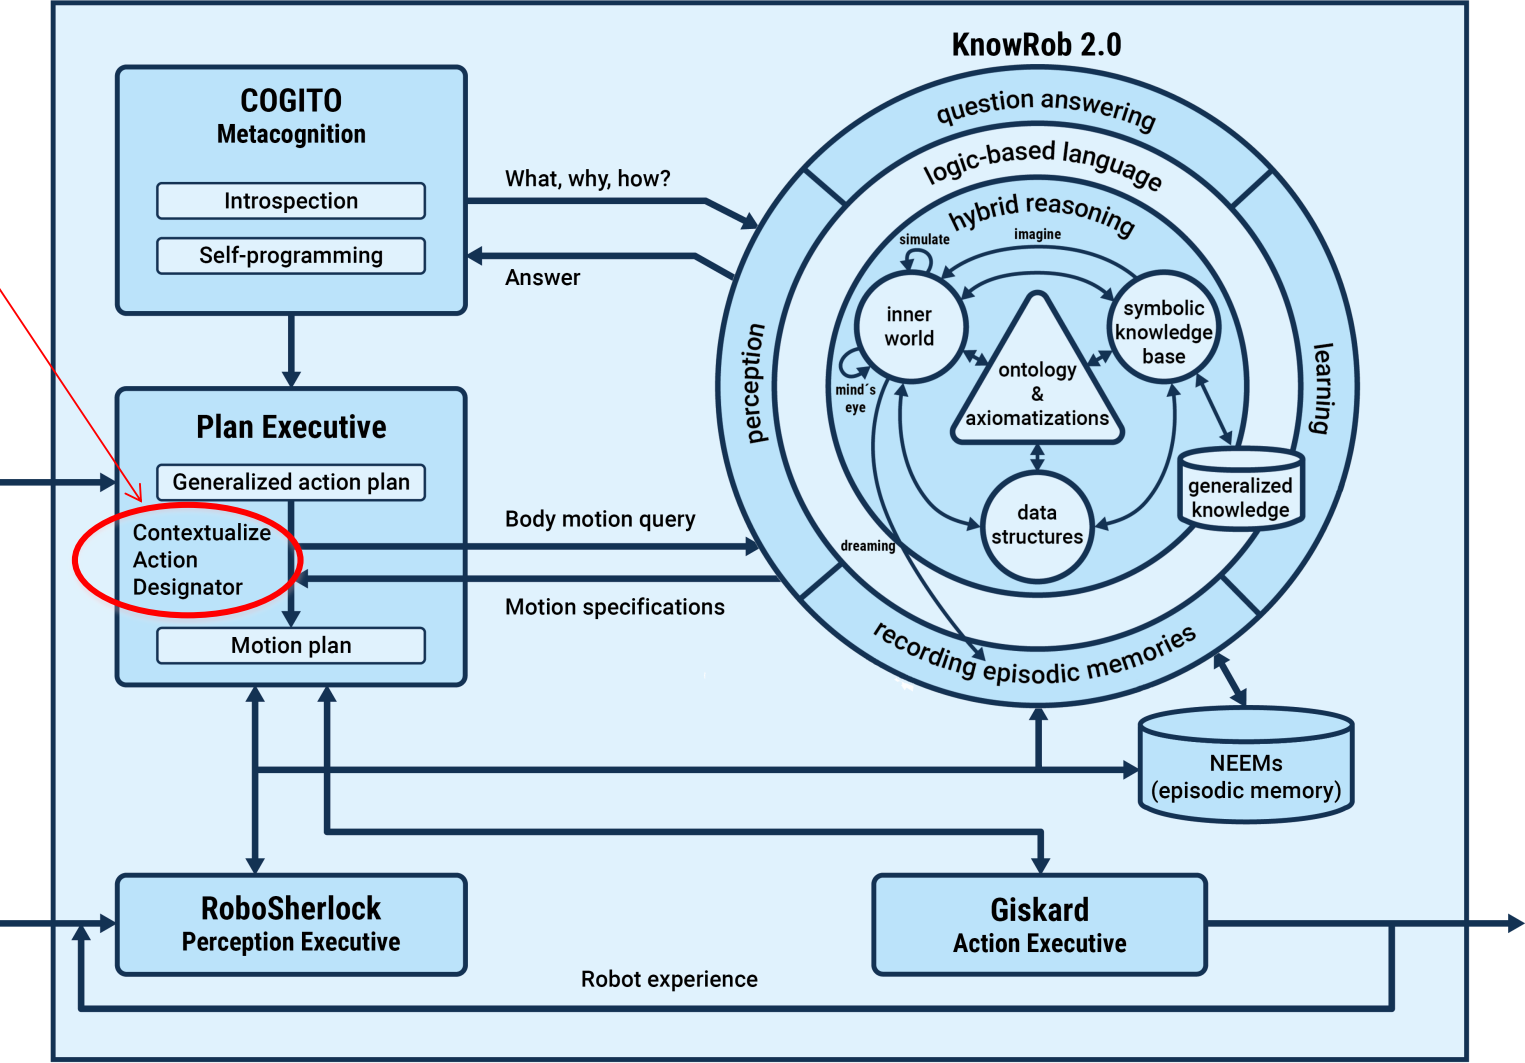 KnowRob 2.0
COGITO
Metacognition
Introspection
Self-programming
What, why, how?
Answer
question answering
logic-based language
hybrid reasoning
simulate
imagine
inner
world
symbolic
knowledge
base
mind´s
eye
ontology
&
axiomatizations
perception
learning
data
structures
generalized
knowledge
dreaming
recording episodic memories
Plan Executive
Generalized action plan
Contextualize
Action
Designator
Motion plan
Body motion query
Motion specifications
NEEMs
(episodic memory)
RoboSherlock
Perception Executive
Giskard
Action Executive
Robot experience